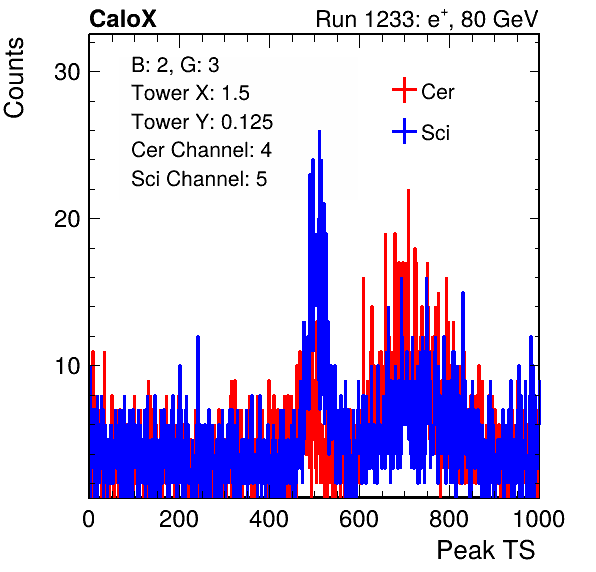 CaloX
Run 1233: e+, 80 GeV
Counts
B: 2, G: 3
Tower X: 1.5
Tower Y: 0.125
Cer Channel: 4
Sci Channel: 5
Cer
Sci
30
20
10
0 200 400 600 800 1000
Peak TS